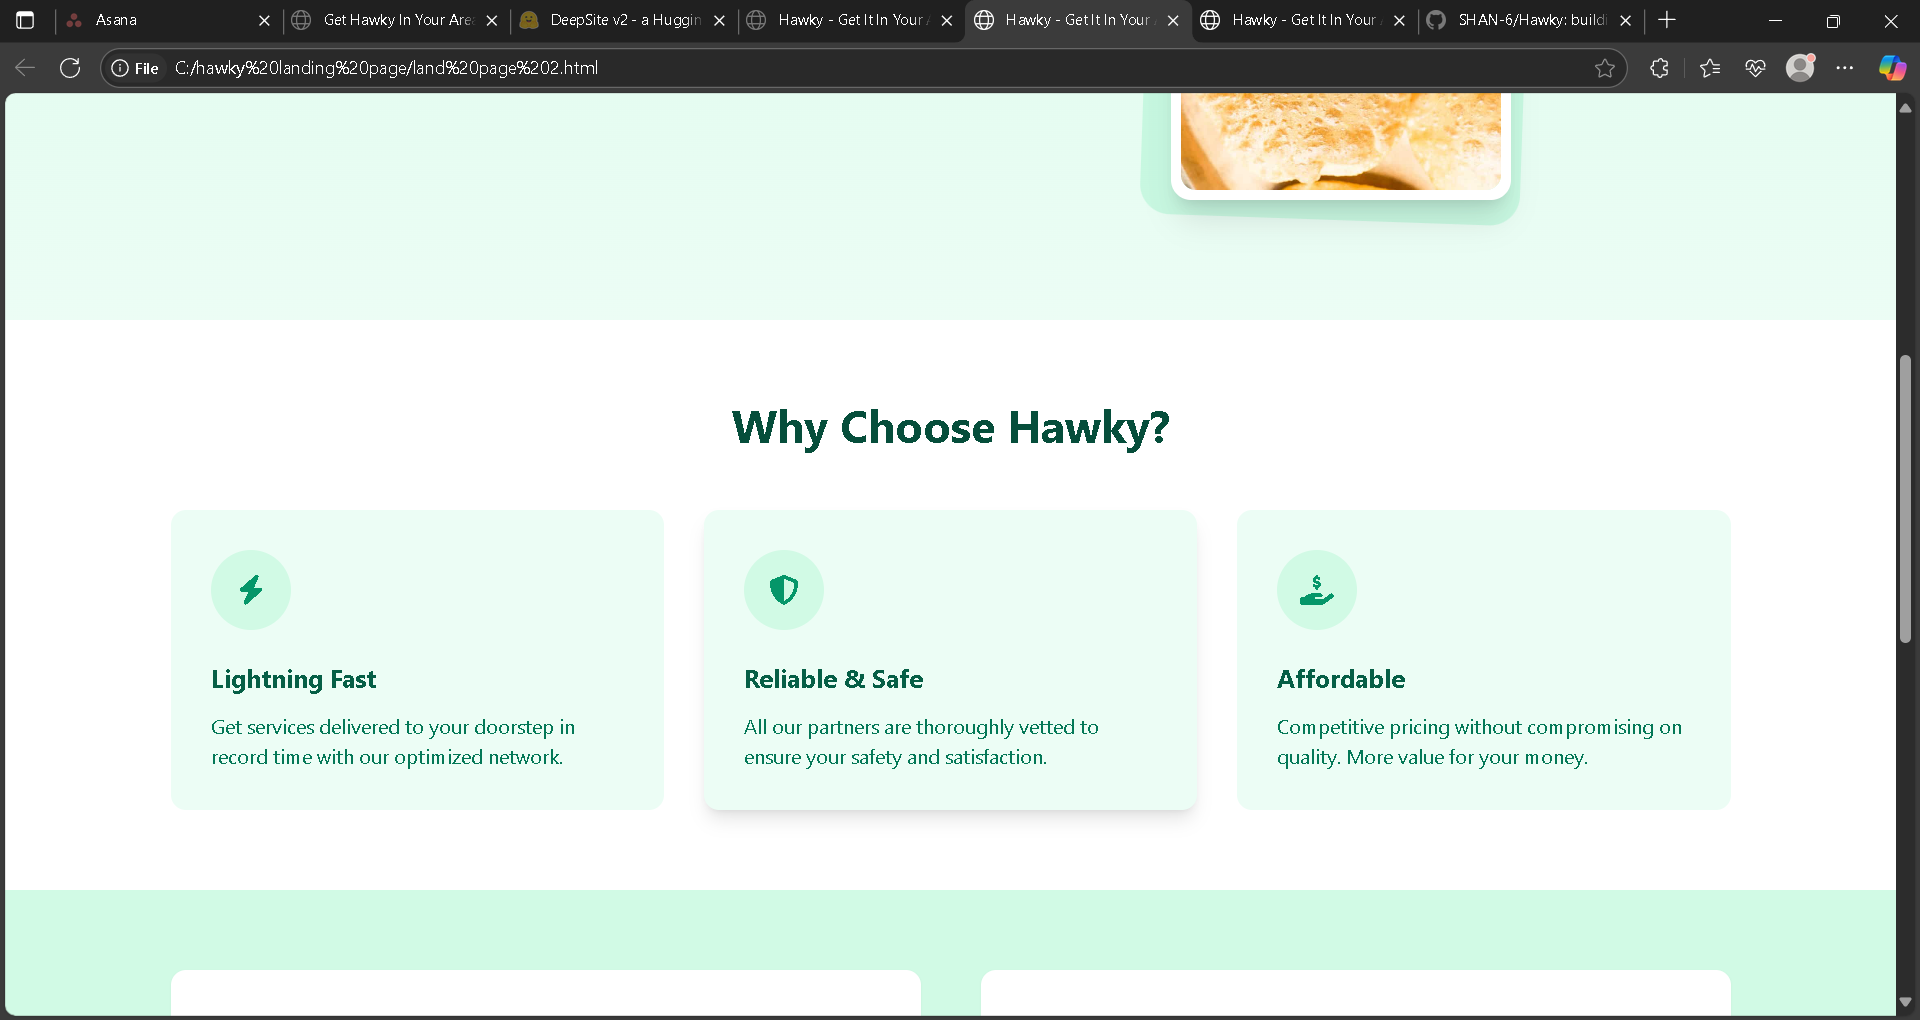 Asana
Get Hawky In Your Area
DeepSite v2 - a Huggin
Hawky - Get It In Your A
Hawky - Get It In Your A
Hawky - Get It In Your A
SHAN-6/Hawky: buildi
File
C:/hawky%20landing%20page/land%20page%202.html
Why Choose Hawky?
Lightning Fast
Get services delivered to your doorstep in
record time with our optimized network.
Reliable & Safe
All our partners are thoroughly vetted to
ensure your safety and satisfaction.
$
Affordable
Competitive pricing without compromising on
quality. More value for your money.